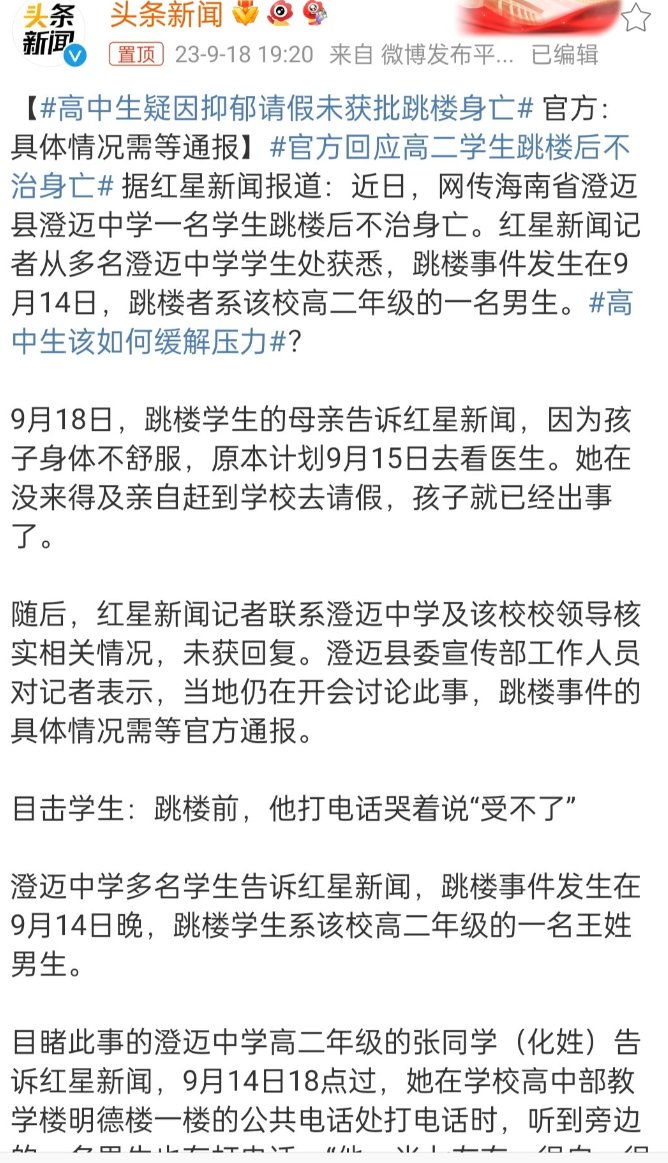 头条
新闻
头条新闻
置顶 23-9-18 19:20 来自 微博发布平... 已编辑
【#高中生疑因抑郁请假未获批跳楼身亡# 官方：
具体情况需等通报】#官方回应高二学生跳楼后不
治身亡# 据红星新闻报道：近日，网传海南省澄迈
县澄迈中学一名学生跳楼后不治身亡。红星新闻记
者从多名澄迈中学学生处获悉，跳楼事件发生在9
月14日，跳楼者系该校高二年级的一名男生。#高
中生该如何缓解压力#？
9月18日，跳楼学生的母亲告诉红星新闻，因为孩
子身体不舒服，原本计划9月15日去看医生。她在
没来得及亲自赶到学校去请假，孩子就已经出事
了。
随后，红星新闻记者联系澄迈中学及该校校领导核
实相关情况，未获回复。澄迈县委宣传部工作人员
对记者表示，当地仍在开会讨论此事，跳楼事件的
具体情况需等官方通报。
目击学生：跳楼前，他打电话哭着说“受不了”
澄迈中学多名学生告诉红星新闻，跳楼事件发生在
9月14日晚，跳楼学生系该校高二年级的一名王姓
男生。
目睹此事的澄迈中学高二年级的张同学（化姓）告
诉红星新闻，9月14日18点过，她在学校高中部教
学楼明德楼一楼的公共电话处打电话时，听到旁边